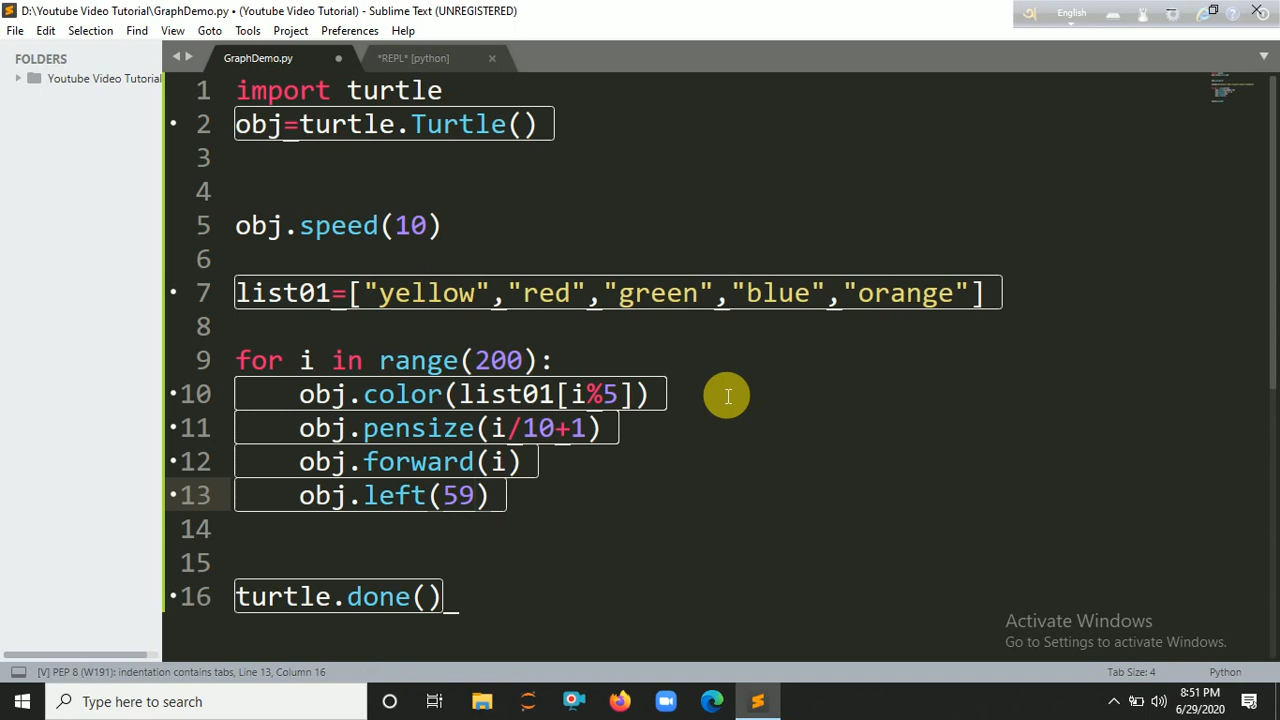 D:\Youtube Video Tutorial\GraphDemo.py • (Youtube Video Tutorial) - Sublime Text (UNREGISTERED)
English
File Edit Selection Find View Goto Tools Project Preferences Help
FOLDERS
Youtube Video Tutorial
GraphDemo.py
*REPL* [python]
1 import turtle
2 obj=turtle.Turtle()
3
4
5 obj.speed(10)
6
7 list01=["yellow","red","green","blue","orange"]
8
9 for i in range(200):
10 obj.color(list01[i%5])
11 obj.pensize(i/10+1)
12 obj.forward(i)
13 obj.left(59)
14
15
16 turtle.done()
Activate Windows
Go to Settings to activate Windows.
[V] PEP 8 (W191): indentation contains tabs, Line 13, Column 16
Tab Size: 4
Python
Type here to search
8:51 PM
6/29/2020